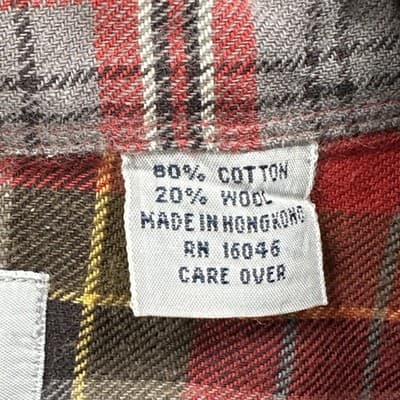 80% COTTON
20% WOOL
MADE IN HONGKONG
RN 16046
CARE OVER